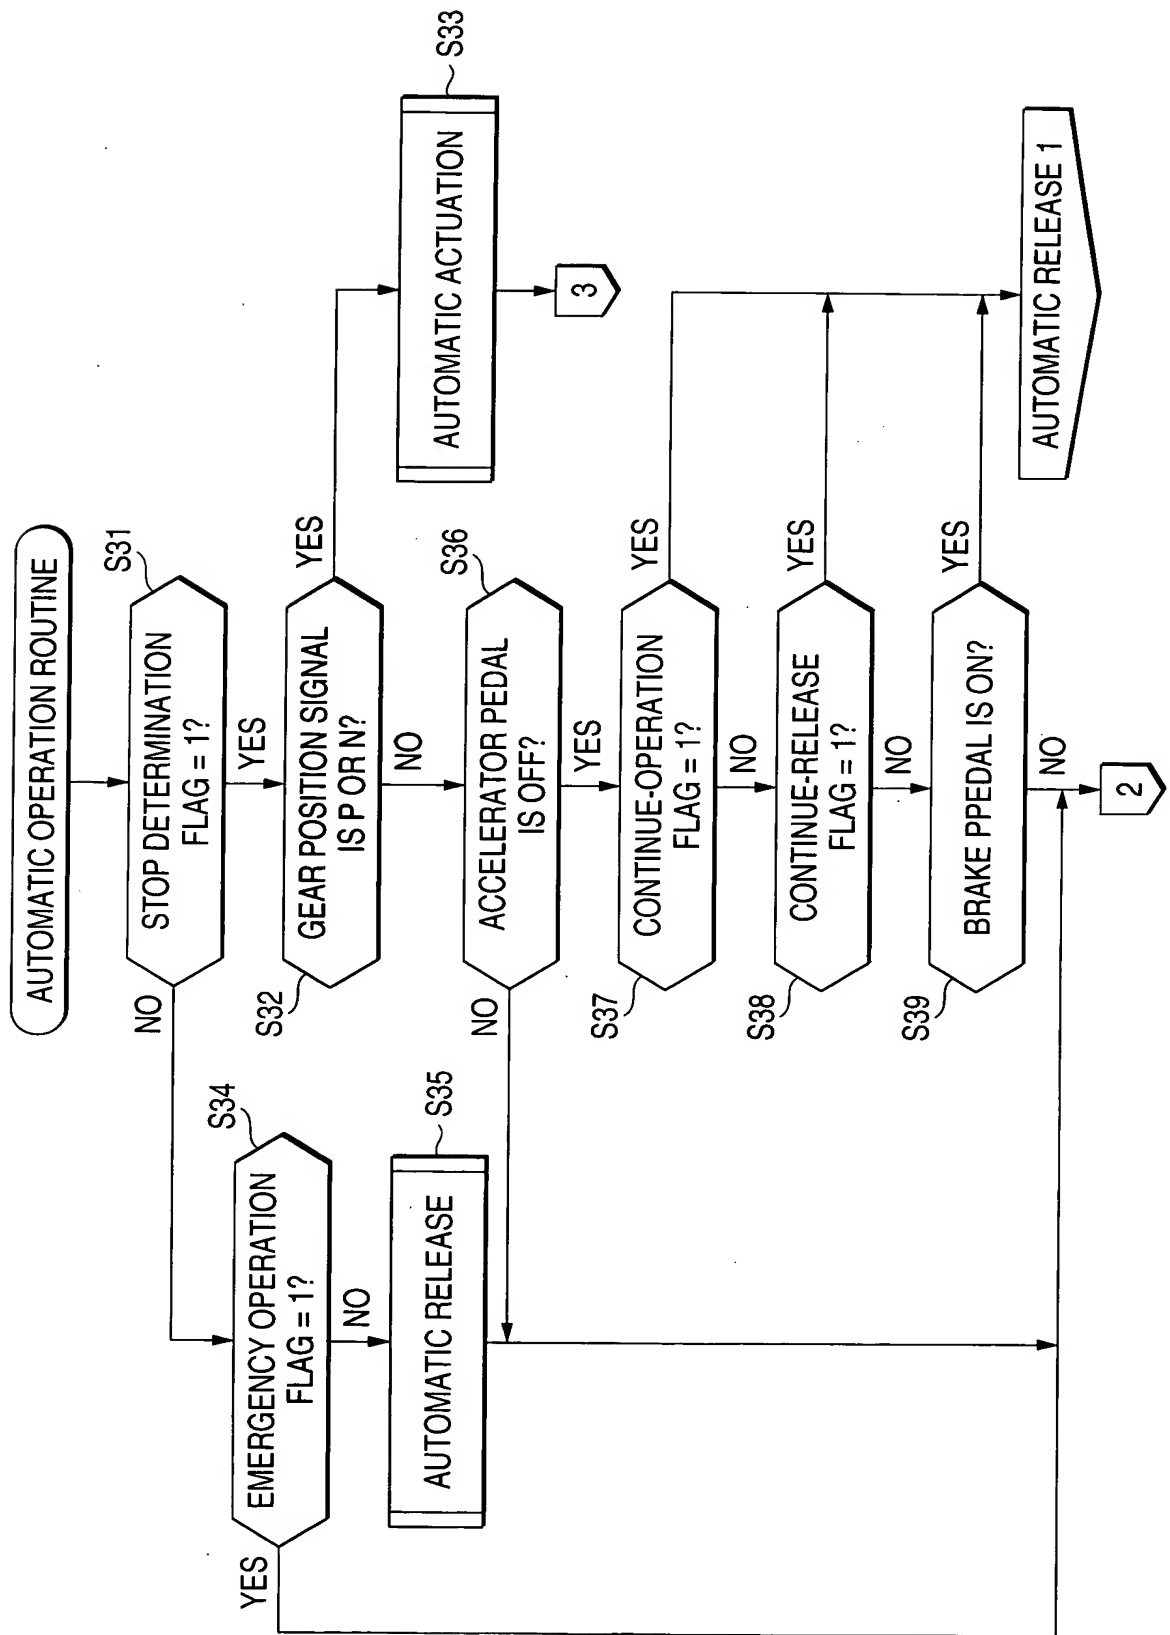 AUTOMATIC OPERATION ROUTINE
S31
STOP DETERMINATION
FLAG = 1?
NO
YES
S32
GEAR POSITION SIGNAL
IS P OR N?
YES
NO
S33
AUTOMATIC ACTUATION
3
S34
EMERGENCY OPERATION
FLAG = 1?
YES
NO
S35
AUTOMATIC RELEASE
S36
ACCELERATOR PEDAL
IS OFF?
NO
YES
S37
CONTINUE-OPERATION
FLAG = 1?
YES
NO
S38
CONTINUE-RELEASE
FLAG = 1?
YES
NO
S39
BRAKE PPEDAL IS ON?
YES
NO
2
AUTOMATIC RELEASE 1